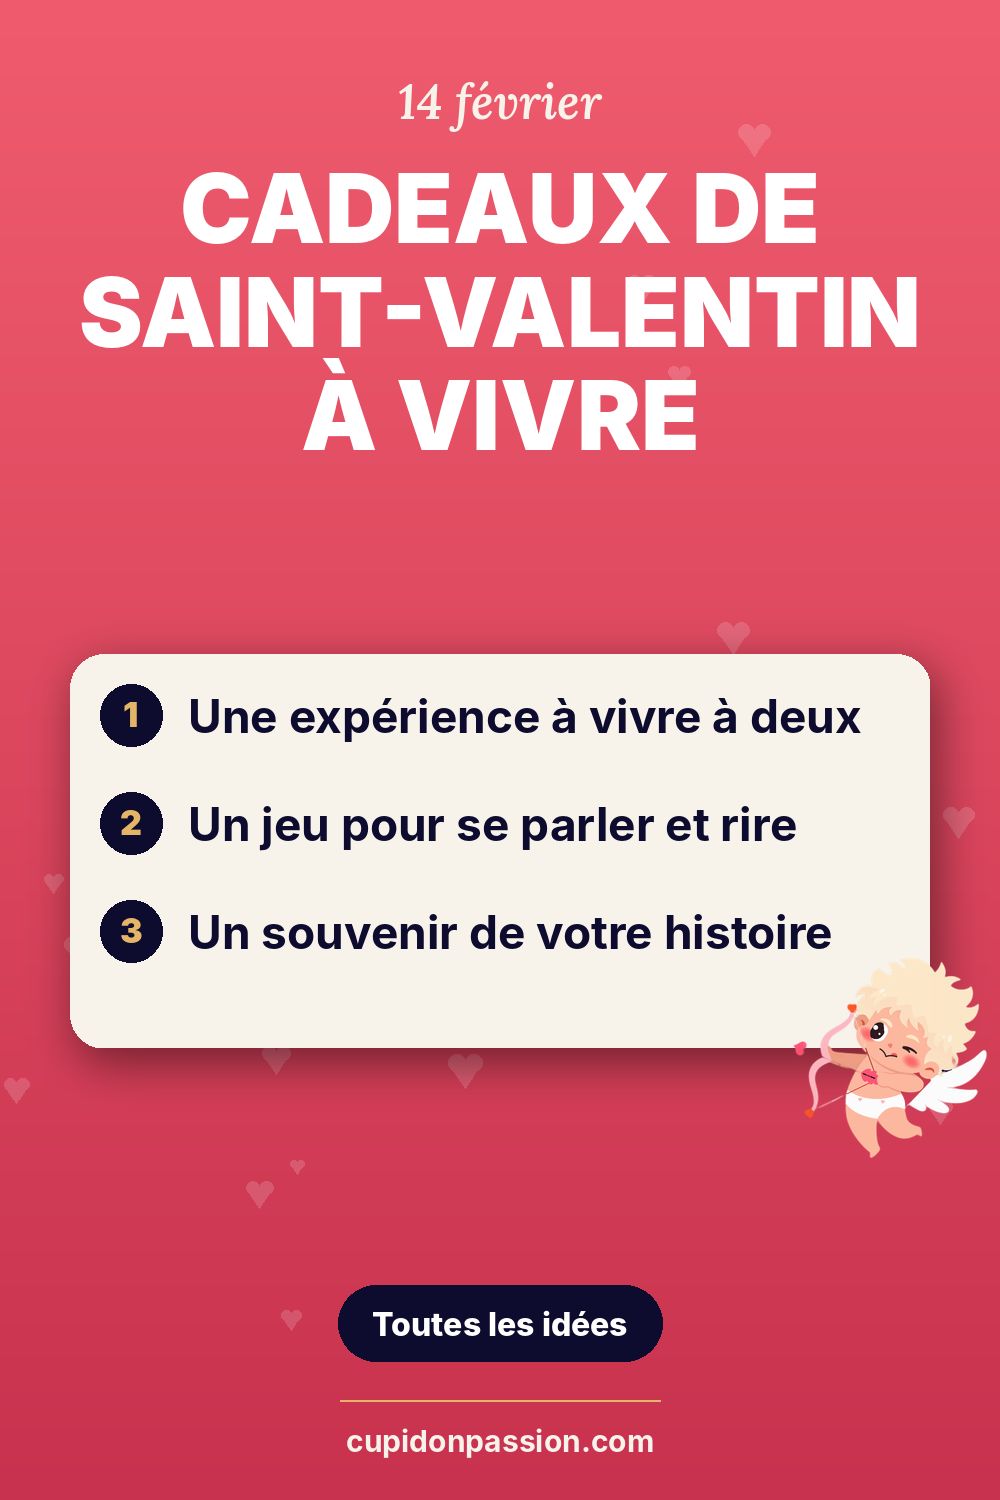 14 février
CADEAUX DE
SAINT-VALENTIN
À VIVRE
1 Une expérience à vivre à deux
2 Un jeu pour se parler et rire
3 Un souvenir de votre histoire
Toutes les idées
cupidonpassion.com